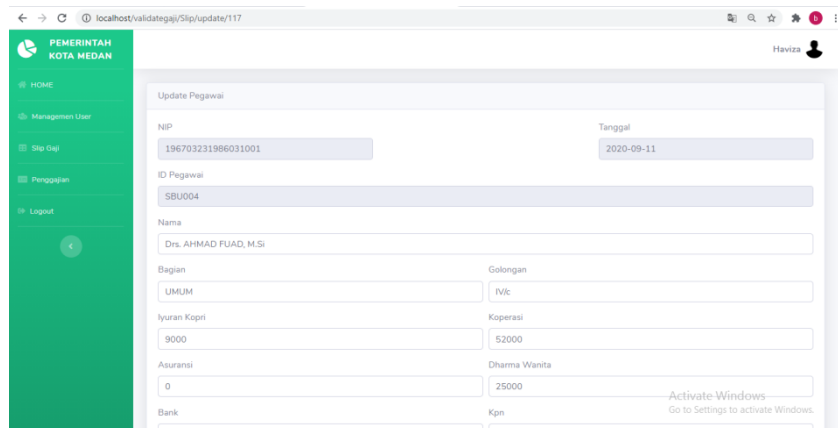 localhost/validategaji/Slip/update/117
b
PEMERINTAH
KOTA MEDAN
Haviza
HOME
Managemen User
Slip Gaji
Penggajian
Logout
Update Pegawai
NIP Tanggal
196703231986031001 2020-09-11
ID Pegawai
SBU004
Nama
Drs. AHMAD FUAD, M.Si
Bagian Golongan
UMUM IV/c
Iyuran Kopri Koperasi
9000 52000
Asuransi Dharma Wanita
0 25000
Bank Kpn
Activate Windows
Go to Settings to activate Windows.